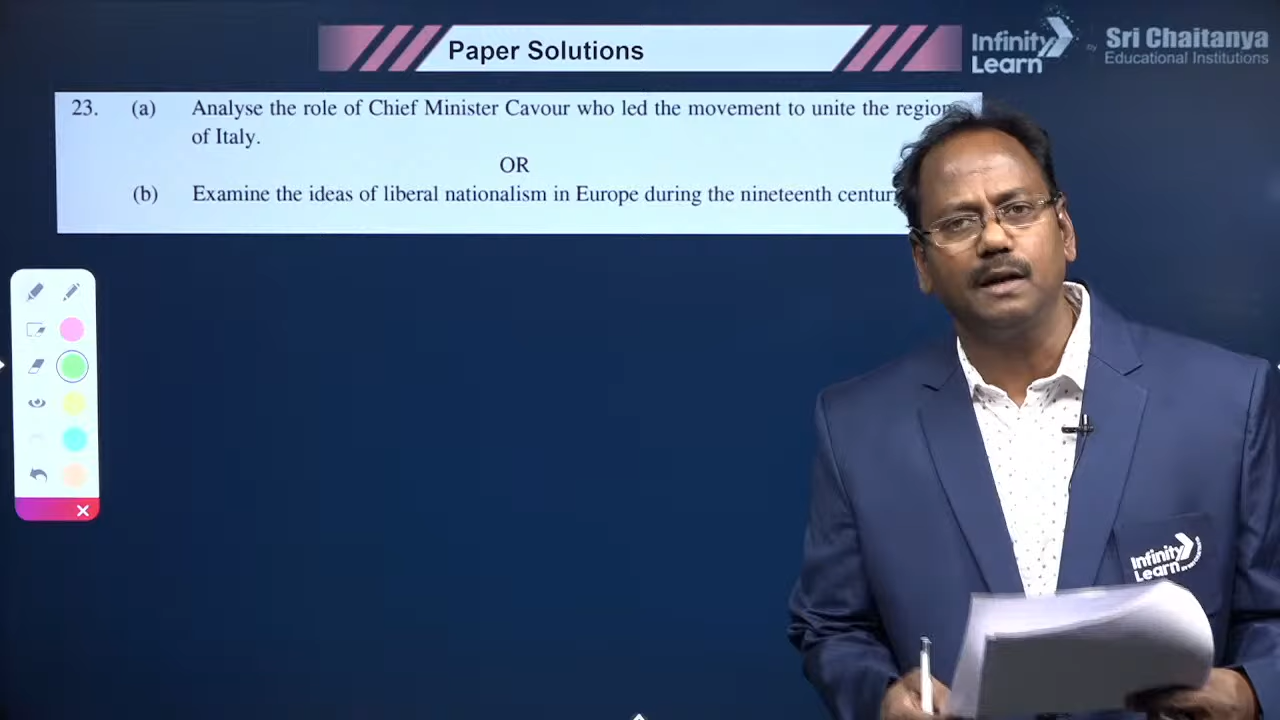 Paper Solutions
Infinity Learn by Sri Chaitanya Educational Institutions
23. (a) Analyse the role of Chief Minister Cavour who led the movement to unite the
of Italy.
OR
(b) Examine the ideas of liberal nationalism in Europe during the nineteenth
Infinity
Learn